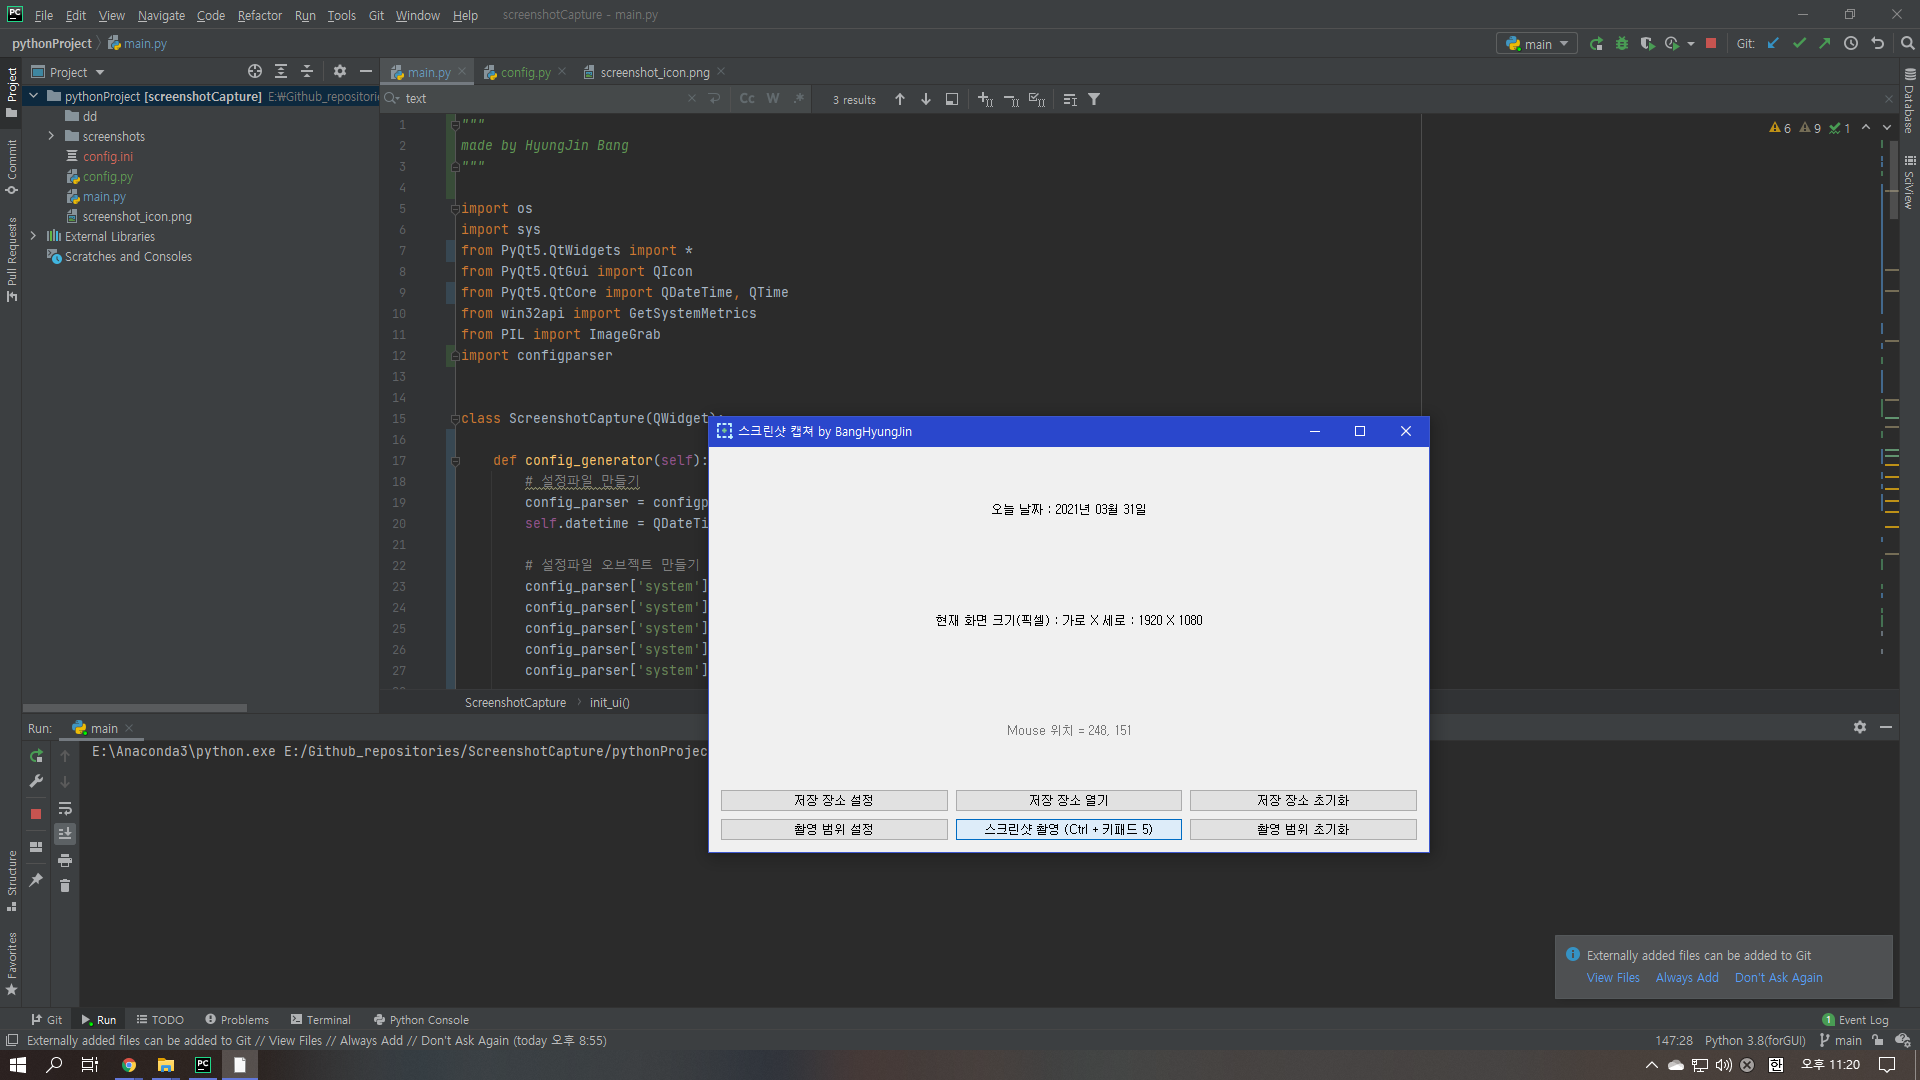 PC File Edit View Navigate Code Refactor Run Tools Git Window Help screenshotCapture - main.py
pythonProject main.py main Git:
Project
main.py config.py screenshot_icon.png
Project
Commit
Pull Requests
Structure
Favorites
Database
SciView
pythonProject [screenshotCapture] E:₩Github_repositorie
dd
screenshots
config.ini
config.py
main.py
screenshot_icon.png
External Libraries
Scratches and Consoles
text Cc W .* 3 results
6 9 1
1 """
2 made by HyungJin Bang
3 """
4
5 import os
6 import sys
7 from PyQt5.QtWidgets import *
8 from PyQt5.QtGui import QIcon
9 from PyQt5.QtCore import QDateTime, QTime
10 from win32api import GetSystemMetrics
11 from PIL import ImageGrab
12 import configparser
13
14
15 class ScreenshotCapture(QWidget):
16
17 def config_generator(self):
18 # 설정파일 만들기
19 config_parser = configp
20 self.datetime = QDateTi
21
22 # 설정파일 오브젝트 만들기
23 config_parser['system']
24 config_parser['system']
25 config_parser['system']
26 config_parser['system']
27 config_parser['system']
ScreenshotCapture init_ui()
스크린샷 캡쳐 by BangHyungJin
오늘 날짜 : 2021년 03월 31일
현재 화면 크기(픽셀) : 가로 X 세로 : 1920 X 1080
Mouse 위치 = 248, 151
저장 장소 설정 저장 장소 열기 저장 장소 초기화
촬영 범위 설정 스크린샷 촬영 (Ctrl + 키패드 5) 촬영 범위 초기화
Run: main
E:\Anaconda3\python.exe E:/Github_repositories/ScreenshotCapture/pythonProjec
Externally added files can be added to Git
View Files Always Add Don't Ask Again
Git Run TODO Problems Terminal Python Console 1 Event Log
Externally added files can be added to Git // View Files // Always Add // Don't Ask Again (today 오후 8:55) 147:28 Python 3.8(forGUI) main
PC 한 오후 11:20